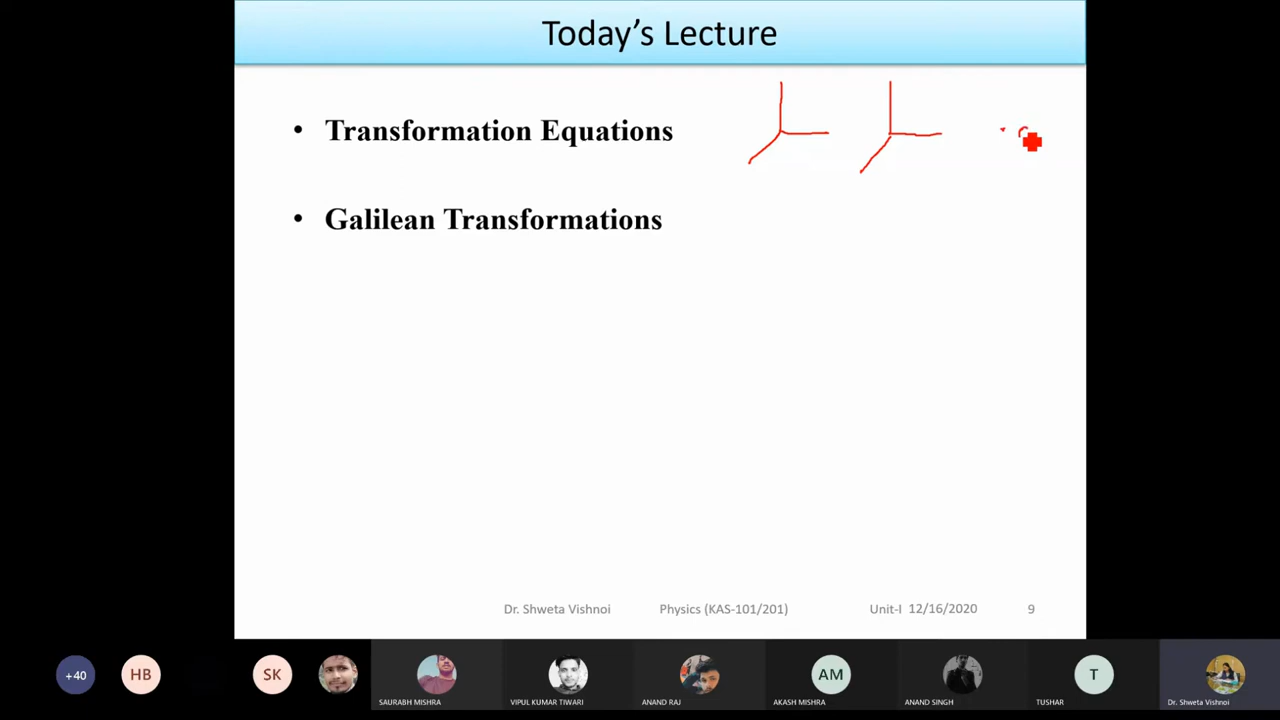 Today's Lecture
• Transformation Equations
• Galilean Transformations
Dr. Shweta Vishnoi Physics (KAS-101/201) Unit-I 12/16/2020 9
+40 HB SK AM T
SAURABH MISHRA VIPUL KUMAR TIWARI ANAND RAJ AKASH MISHRA ANAND SINGH TUSHAR Dr. Shweta Vishnoi